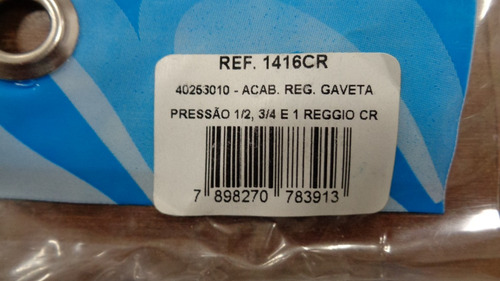 REF. 1416CR
40253010 - ACAB. REG. GAVETA
PRESSÃO 1/2, 3/4 E 1 REGGIO CR
7 898270 783913